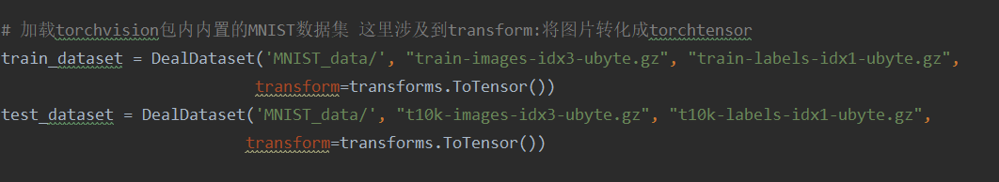 # 加载torchvision包内内置的MNIST数据集 这里涉及到transform:将图片转化成torchtensor
train_dataset = DealDataset('MNIST_data/', "train-images-idx3-ubyte.gz", "train-labels-idx1-ubyte.gz",
transform=transforms.ToTensor())
test_dataset = DealDataset('MNIST_data/', "t10k-images-idx3-ubyte.gz", "t10k-labels-idx1-ubyte.gz",
transform=transforms.ToTensor())